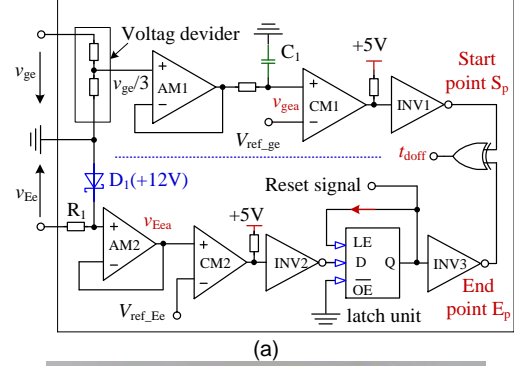 Voltag devider
C1
+5V
Start
point Sp
vge
vge/3
AM1
vgea
CM1
INV1
Vref_ge
tdoff
D1(+12V)
Reset signal
vEe
R1
vEea
+5V
AM2
CM2
INV2
LE
D
Q
OE
INV3
Vref_Ee
latch unit
End
point Ep
(a)